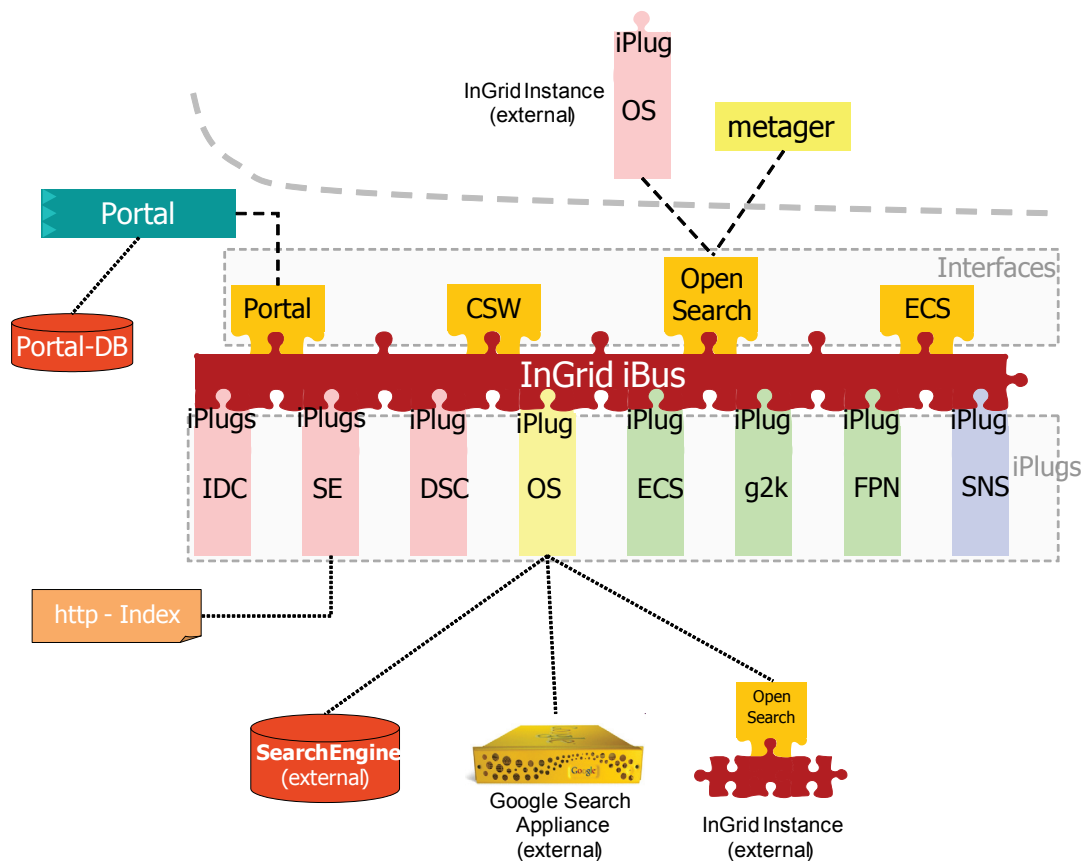 iPlug
InGrid Instance
(external)
OS
metager
Portal
Interfaces
Open
Search
Portal
CSW
ECS
Portal-DB
InGrid iBus
iPlugs
iPlugs
iPlug
iPlug
iPlug
iPlug
iPlug
iPlug
iPlugs
IDC
SE
DSC
OS
ECS
g2k
FPN
SNS
http - Index
Open
Search
SearchEngine
(external)
Google
Google Search
Appliance
(external)
InGrid Instance
(external)